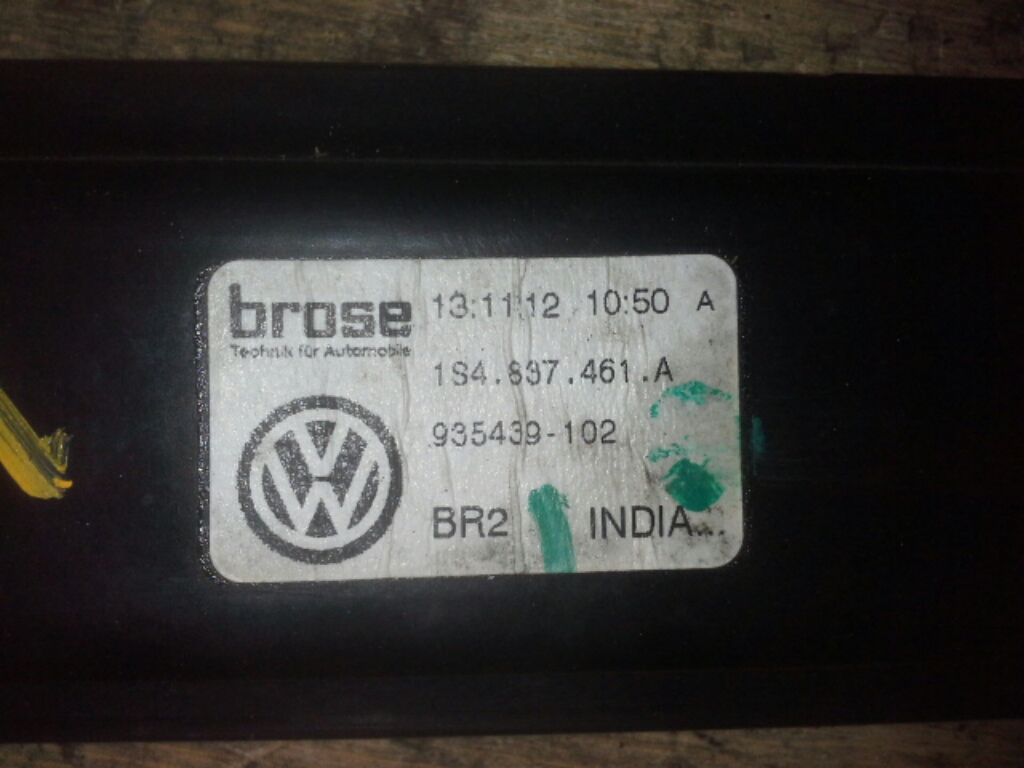 brose
Technik für Automobile
13:11:12 10:50 A
1S4.837.461.A
935439-102
BR2 INDIA..